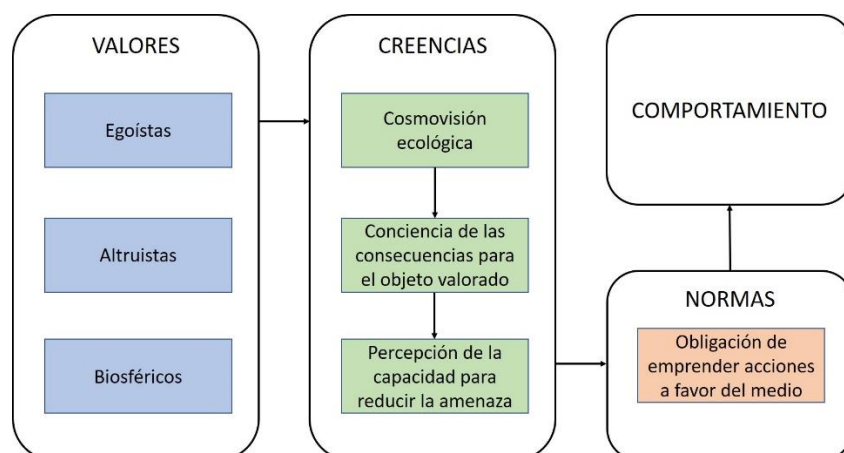 VALORES
Egoístas
Altruistas
Biosféricos
CREENCIAS
Cosmovisión
ecológica
Conciencia de las
consecuencias para
el objeto valorado
Percepción de la
capacidad para
reducir la amenaza
COMPORTAMIENTO
NORMAS
Obligación de
emprender acciones
a favor del medio